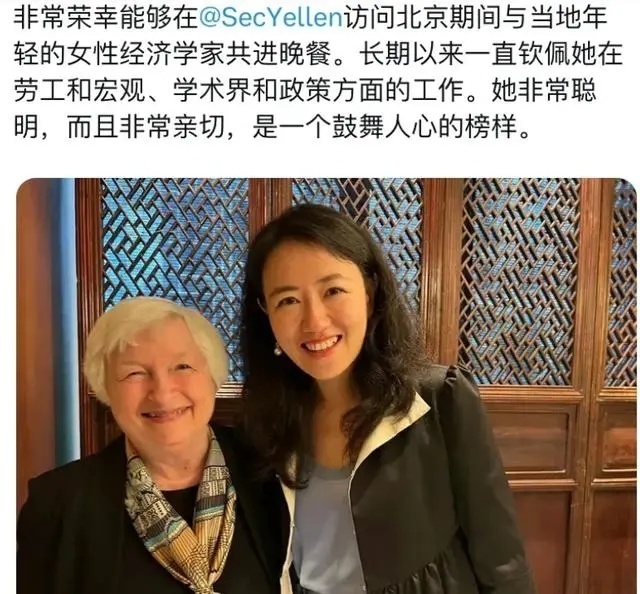 非常荣幸能够在@SecYellen访问北京期间与当地年
轻的女性经济学家共进晚餐。长期以来一直钦佩她在
劳工和宏观、学术界和政策方面的工作。她非常聪
明，而且非常亲切，是一个鼓舞人心的榜样。